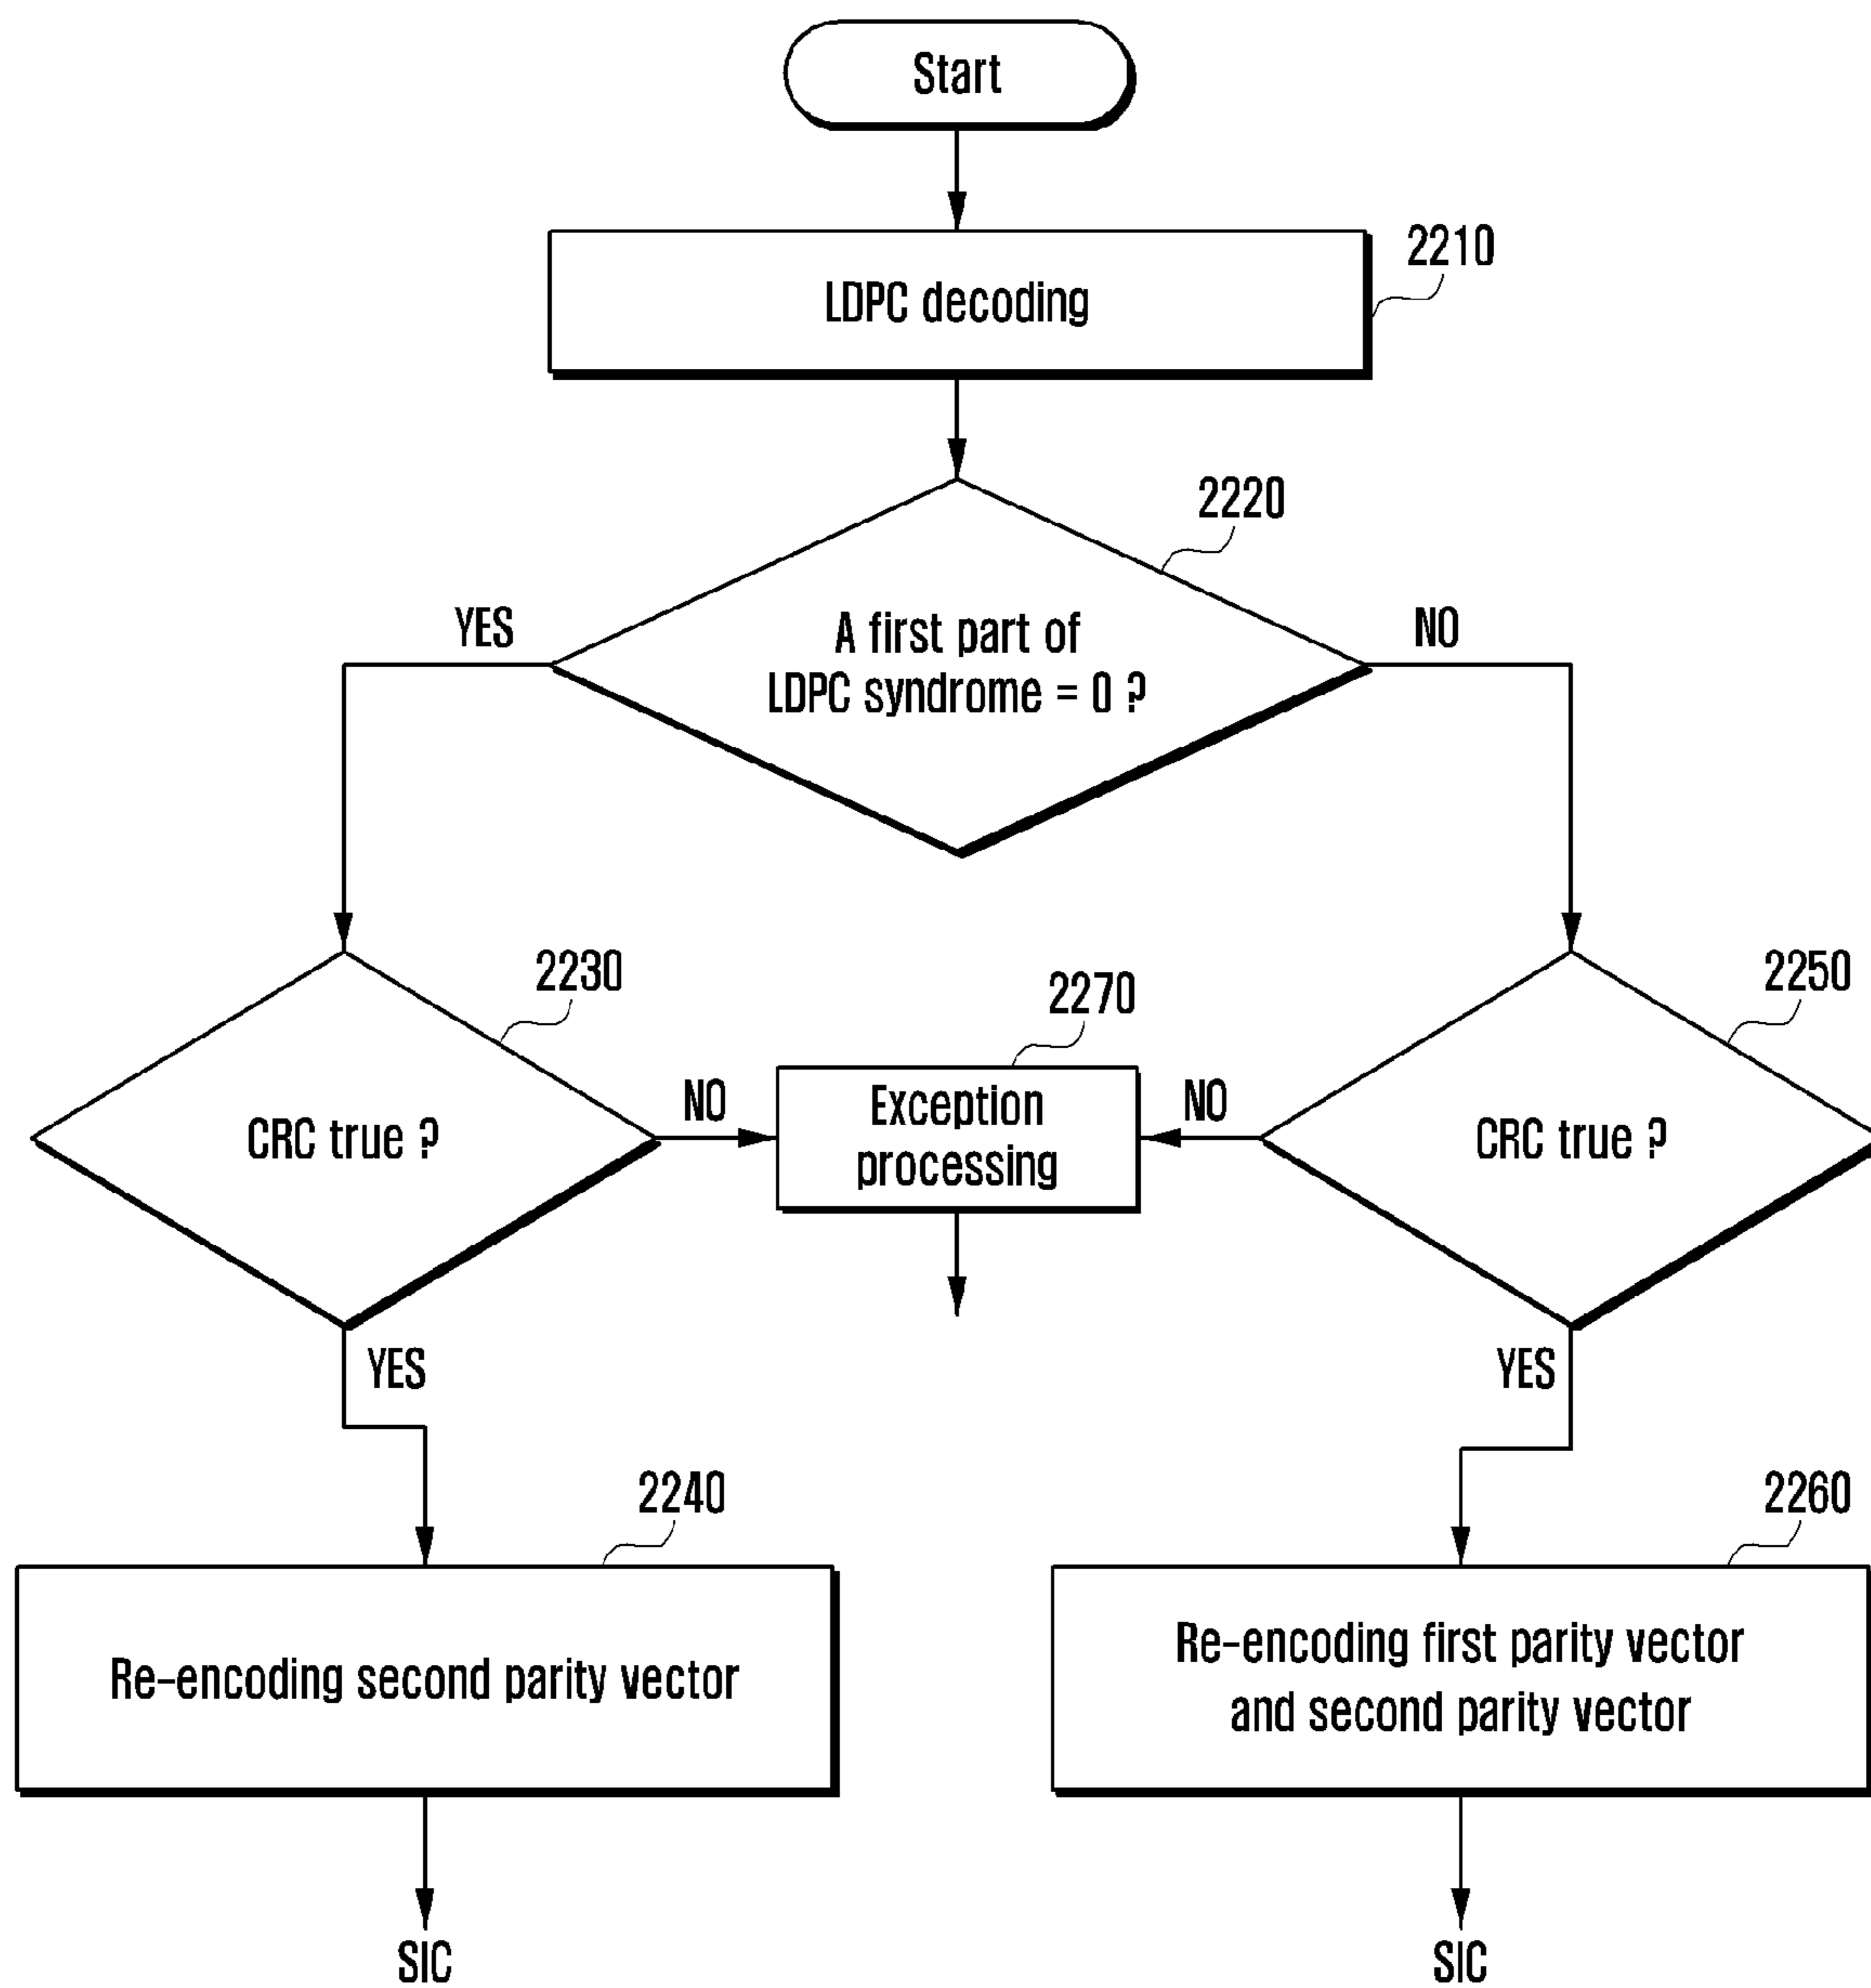 Start
2210
LDPC decoding
2220
YES
NO
A first part of
LDPC syndrome = 0 ?
2230
2270
2250
CRC true ?
NO
Exception
processing
NO
CRC true ?
YES
YES
2240
2260
Re-encoding second parity vector
Re-encoding first parity vector
and second parity vector
SIC
SIC